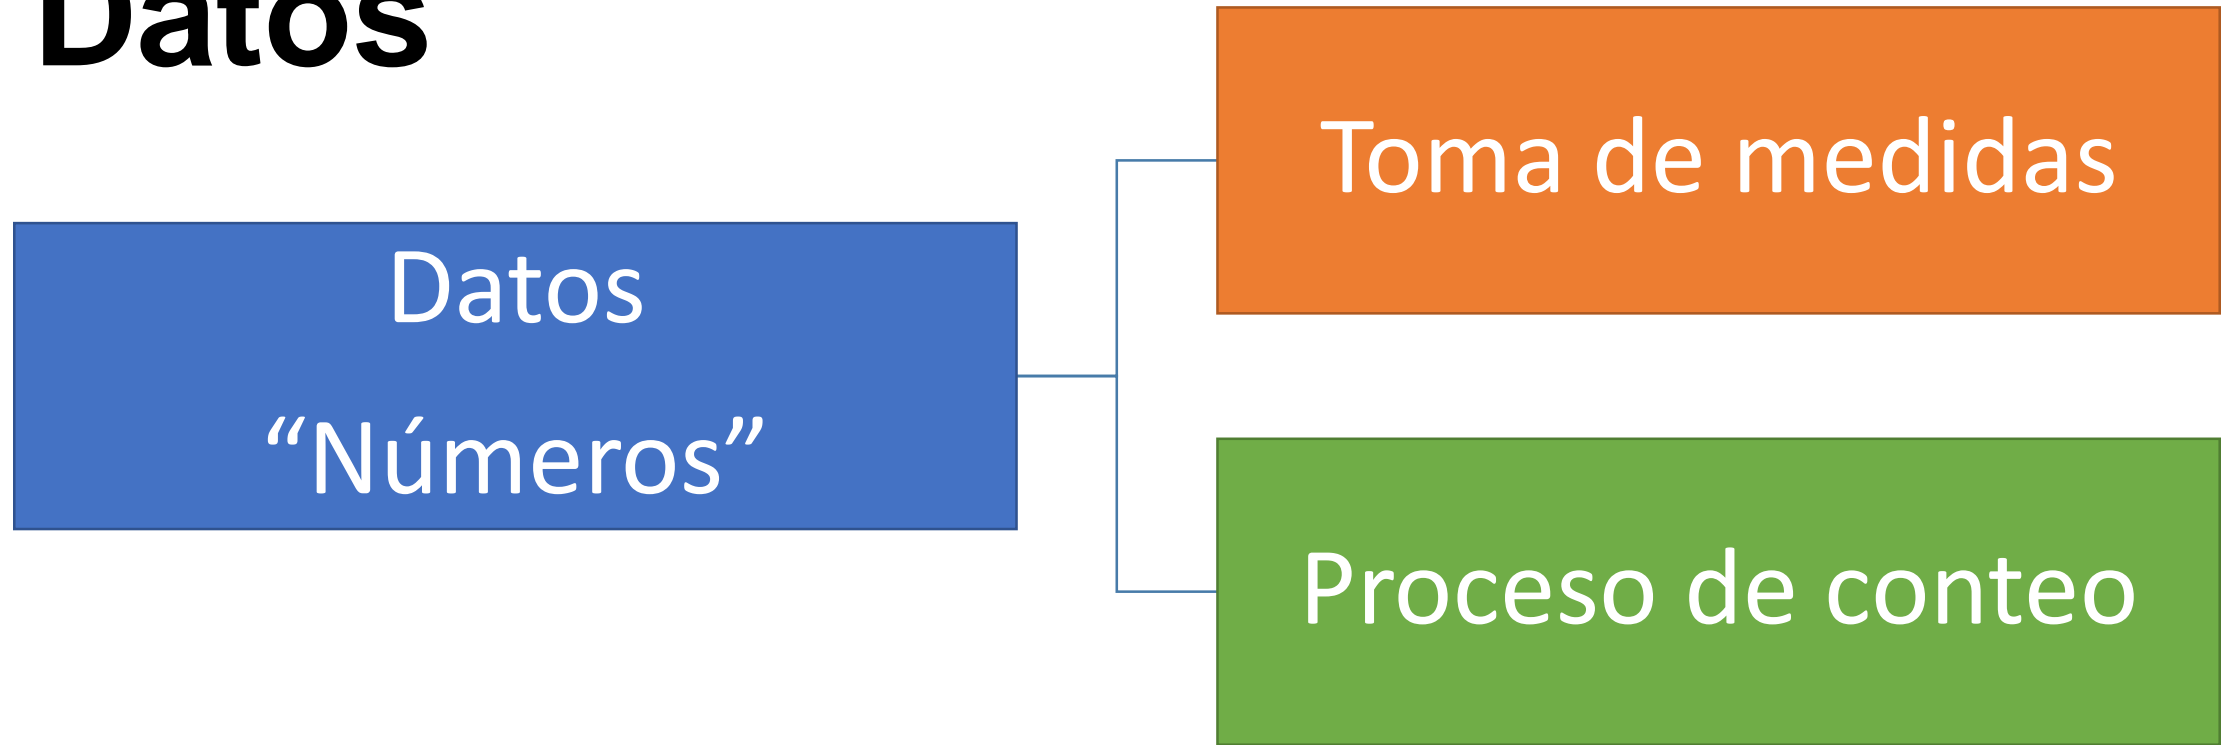 Datos
Datos
“Números”
Toma de medidas
Proceso de conteo